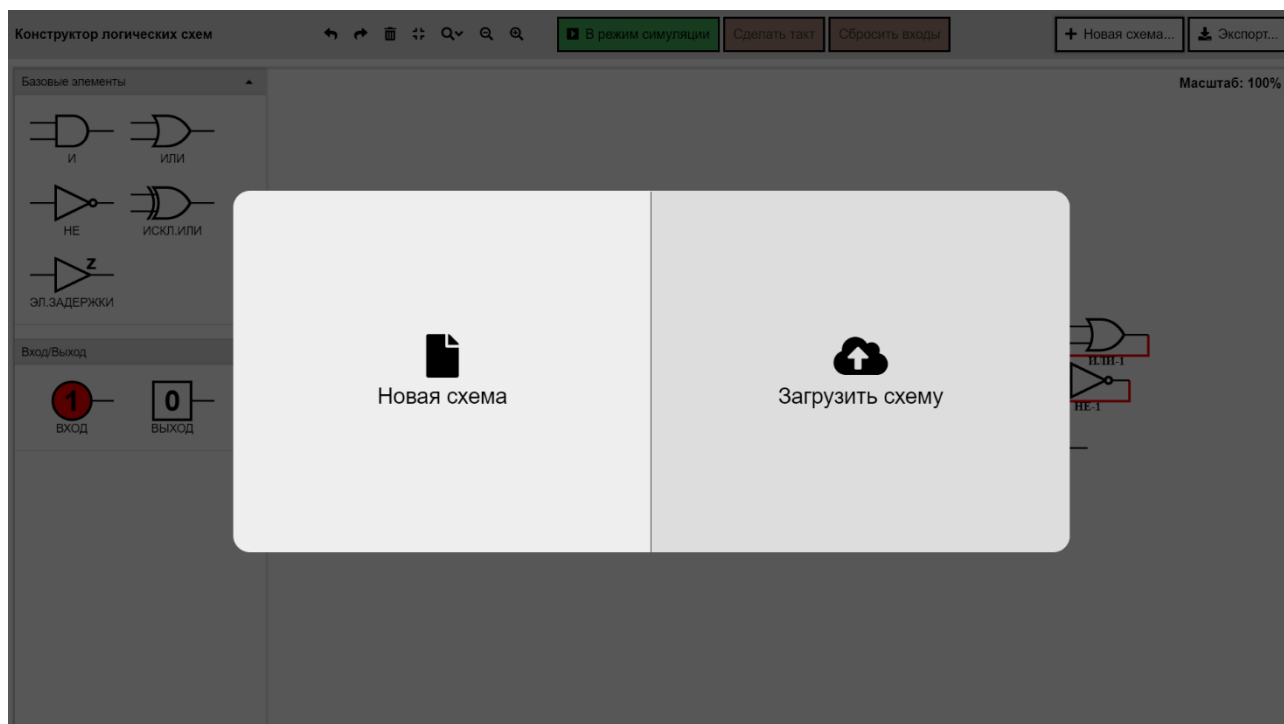 Конструктор логических схем
В режим симуляции
Сделать такт
Сбросить входы
Новая схема...
Экспорт...
Базовые элементы
Масштаб: 100%
И
ИЛИ
НЕ
ИСКЛ.ИЛИ
Z
ЭЛ.ЗАДЕРЖКИ
Вход/Выход
1
0
ВХОД
ВЫХОД
Новая схема
Загрузить схему
ИЛИ-1
НЕ-1